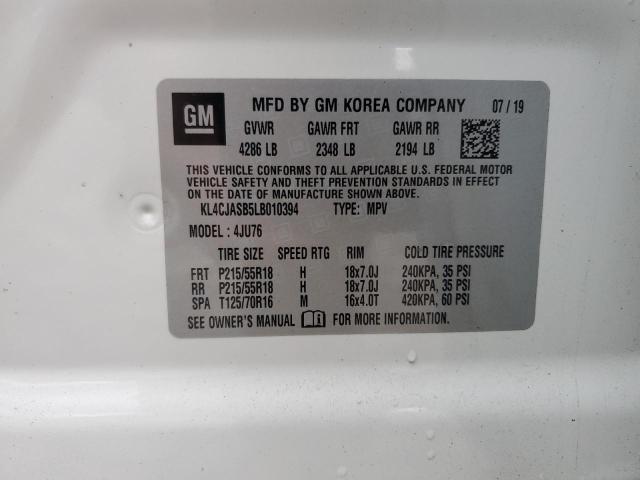 GM MFD BY GM KOREA COMPANY 07 / 19
GVWR GAWR FRT GAWR RR
4286 LB 2348 LB 2194 LB
THIS VEHICLE CONFORMS TO ALL APPLICABLE U.S. FEDERAL MOTOR
VEHICLE SAFETY AND THEFT PREVENTION STANDARDS IN EFFECT
ON THE DATE OF MANUFACTURE SHOWN ABOVE.
KL4CJASB5LB010394 TYPE: MPV
MODEL : 4JU76
TIRE SIZE SPEED RTG RIM COLD TIRE PRESSURE
FRT P215/55R18 H 18x7.0J 240KPA, 35 PSI
RR P215/55R18 H 18x7.0J 240KPA, 35 PSI
SPA T125/70R16 M 16x4.0T 420KPA, 60 PSI
SEE OWNER'S MANUAL FOR MORE INFORMATION.